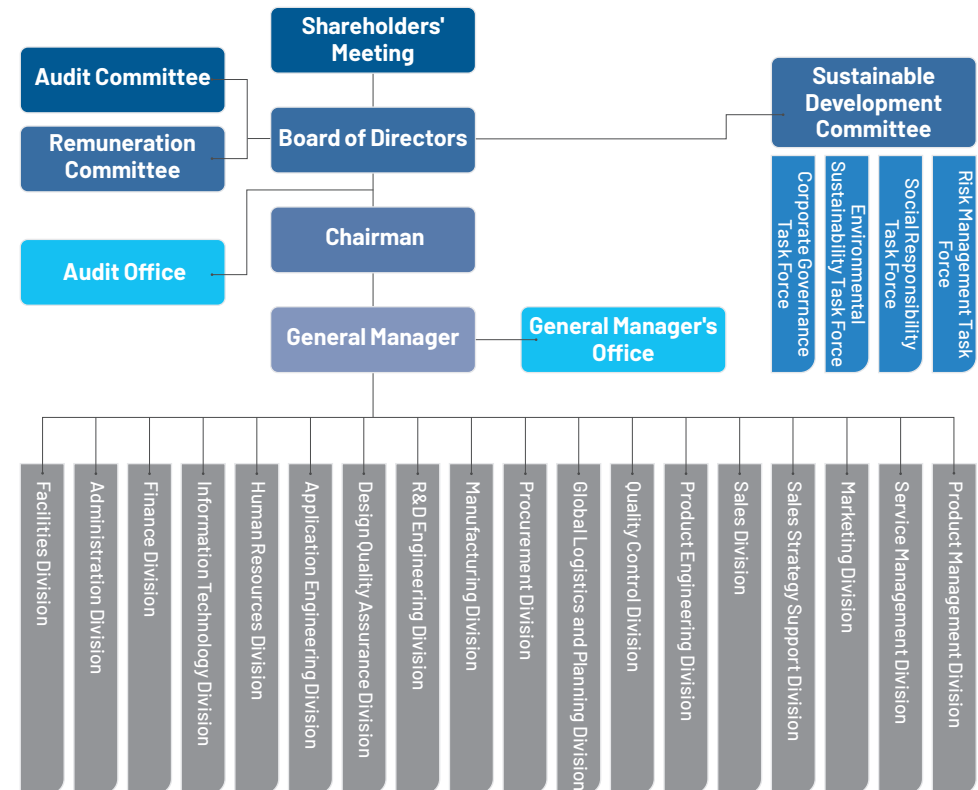 Shareholders'
Meeting
Audit Committee
Board of Directors
Remuneration
Committee
Sustainable
Development
Committee
Corporate Governance
Task Force
Environmental
Sustainability Task Force
Social Responsibility
Task Force
Risk Management Task
Force
Chairman
Audit Office
General Manager
General Manager's
Office
Facilities Division
Administration Division
Finance Division
Information Technology Division
Human Resources Division
Application Engineering Division
Design Quality Assurance Division
R&D Engineering Division
Manufacturing Division
Procurement Division
Global Logistics and Planning Division
Quality Control Division
Product Engineering Division
Sales Division
Sales Strategy Support Division
Marketing Division
Service Management Division
Product Management Division